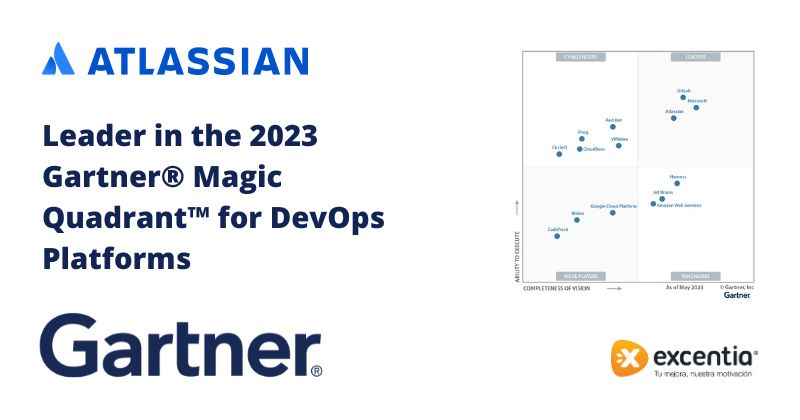 ATLASSIAN
Leader in the 2023
Gartner® Magic
Quadrant™ for DevOps
Platforms
Gartner®
CHALLENGERS
LEADERS
GitLab
Microsoft
Atlassian
Red Hat
JFrog
VMware
CircleCI
CloudBees
Harness
Jet Brains
Amazon Web Services
Google Cloud Platform
Bitrise
Codefresh
NICHE PLAYERS
VISIONARIES
ABILITY TO EXECUTE
COMPLETENESS OF VISION
As of May 2023
© Gartner, Inc
Gartner
excentia®
Tu mejora, nuestra motivación